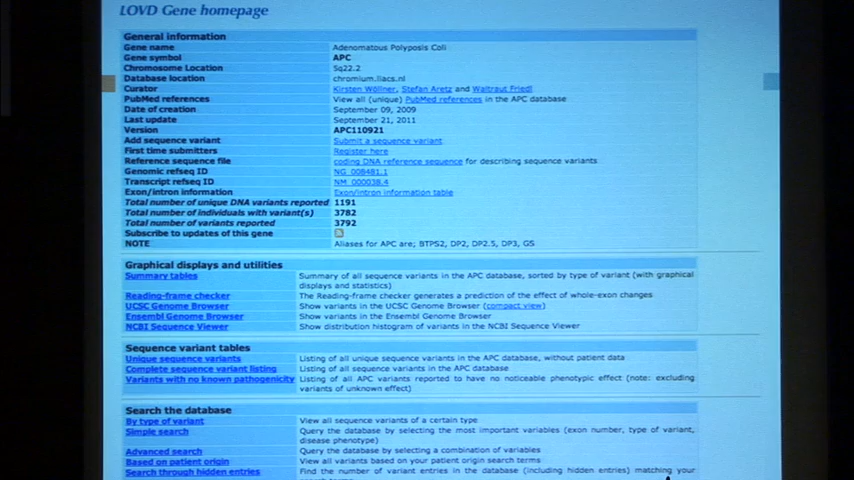 LOVD Gene homepage
General information
Gene name Adenomatous Polyposis Coli
Gene symbol APC
Chromosome Location 5q22.2
Database location chromium.liacs.nl
Curator Kirsten Wöllner, Stefan Aretz and Waltraut Friedl
PubMed references View all (unique) PubMed references in the APC database
Date of creation September 09, 2009
Last update September 21, 2011
Version APC110921
Add sequence variant Submit a sequence variant
First time submitters Register here
Reference sequence file coding DNA reference sequence for describing sequence variants
Genomic refseq ID NG_008481.1
Transcript refseq ID NM_000038.4
Exon/intron information Exon/intron information table
Total number of unique DNA variants reported 1191
Total number of individuals with variant(s) 3782
Total number of variants reported 3792
Subscribe to updates of this gene
NOTE Aliases for APC are; BTPS2, DP2, DP2.5, DP3, GS
Graphical displays and utilities
Summary tables Summary of all sequence variants in the APC database, sorted by type of variant (with graphical
displays and statistics)
Reading-frame checker The Reading-frame checker generates a prediction of the effect of whole-exon changes
UCSC Genome Browser Show variants in the UCSC Genome Browser (compact view)
Ensembl Genome Browser Show variants in the Ensembl Genome Browser
NCBI Sequence Viewer Show distribution histogram of variants in the NCBI Sequence Viewer
Sequence variant tables
Unique sequence variants Listing of all unique sequence variants in the APC database, without patient data
Complete sequence variant listing Listing of all sequence variants in the APC database
Variants with no known pathogenicity Listing of all APC variants reported to have no noticeable phenotypic effect (note: excluding
variants of unknown effect)
Search the database
By type of variant View all sequence variants of a certain type
Simple search Query the database by selecting the most important variables (exon number, type of variant,
disease phenotype)
Advanced search Query the database by selecting a combination of variables
Based on patient origin View all variants based on your patient origin search terms
Search through hidden entries Find the number of variant entries in the database (including hidden entries) matching your